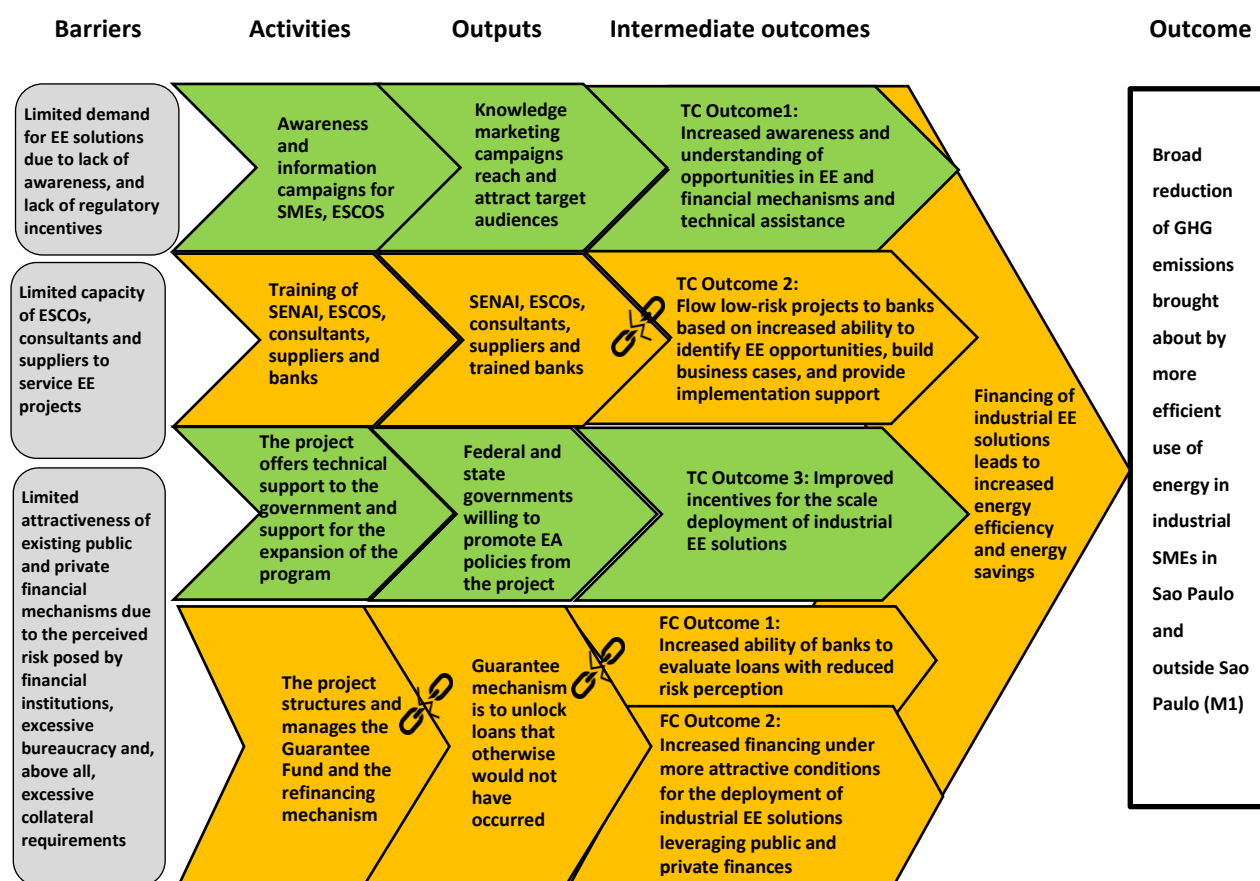 Barriers
Activities
Outputs
Intermediate outcomes
Outcome
Limited demand
for EE solutions
due to lack of
awareness, and
lack of regulatory
incentives
Awareness
and
information
campaigns for
SMEs, ESCOS
Knowledge
marketing
campaigns
reach and
attract target
audiences
TC Outcome1:
Increased awareness and
understanding of
opportunities in EE and
financial mechanisms and
technical assistance
Limited capacity
of ESCOs,
consultants and
suppliers to
service EE
projects
Training of
SENAI, ESCOS,
consultants,
suppliers and
banks
SENAI, ESCOs,
consultants,
suppliers and
trained banks
TC Outcome 2:
Flow low-risk projects to banks
based on increased ability to
identify EE opportunities, build
business cases, and provide
implementation support
Limited
attractiveness of
existing public
and private
financial
mechanisms due
to the perceived
risk posed by
financial
institutions,
excessive
bureaucracy and,
above all,
excessive
collateral
requirements
The project
offers technical
support to the
government and
support for the
expansion of the
program
Federal and
state
governments
willing to
promote EA
policies from
the project
TC Outcome 3: Improved
incentives for the scale
deployment of industrial
EE solutions
The project
structures and
manages the
Guarantee
Fund and the
refinancing
mechanism
Guarantee
mechanism
is to unlock
loans that
otherwise
would not
have
occurred
FC Outcome 1:
Increased ability of banks to
evaluate loans with reduced
risk perception
FC Outcome 2:
Increased financing under
more attractive conditions
for the deployment of
industrial EE solutions
leveraging public and
private finances
Financing of
industrial EE
solutions
leads to
increased
energy
efficiency
and energy
savings
Broad
reduction
of GHG
emissions
brought
about by
more
efficient
use of
energy in
industrial
SMEs in
Sao Paulo
and
outside Sao
Paulo (M1)